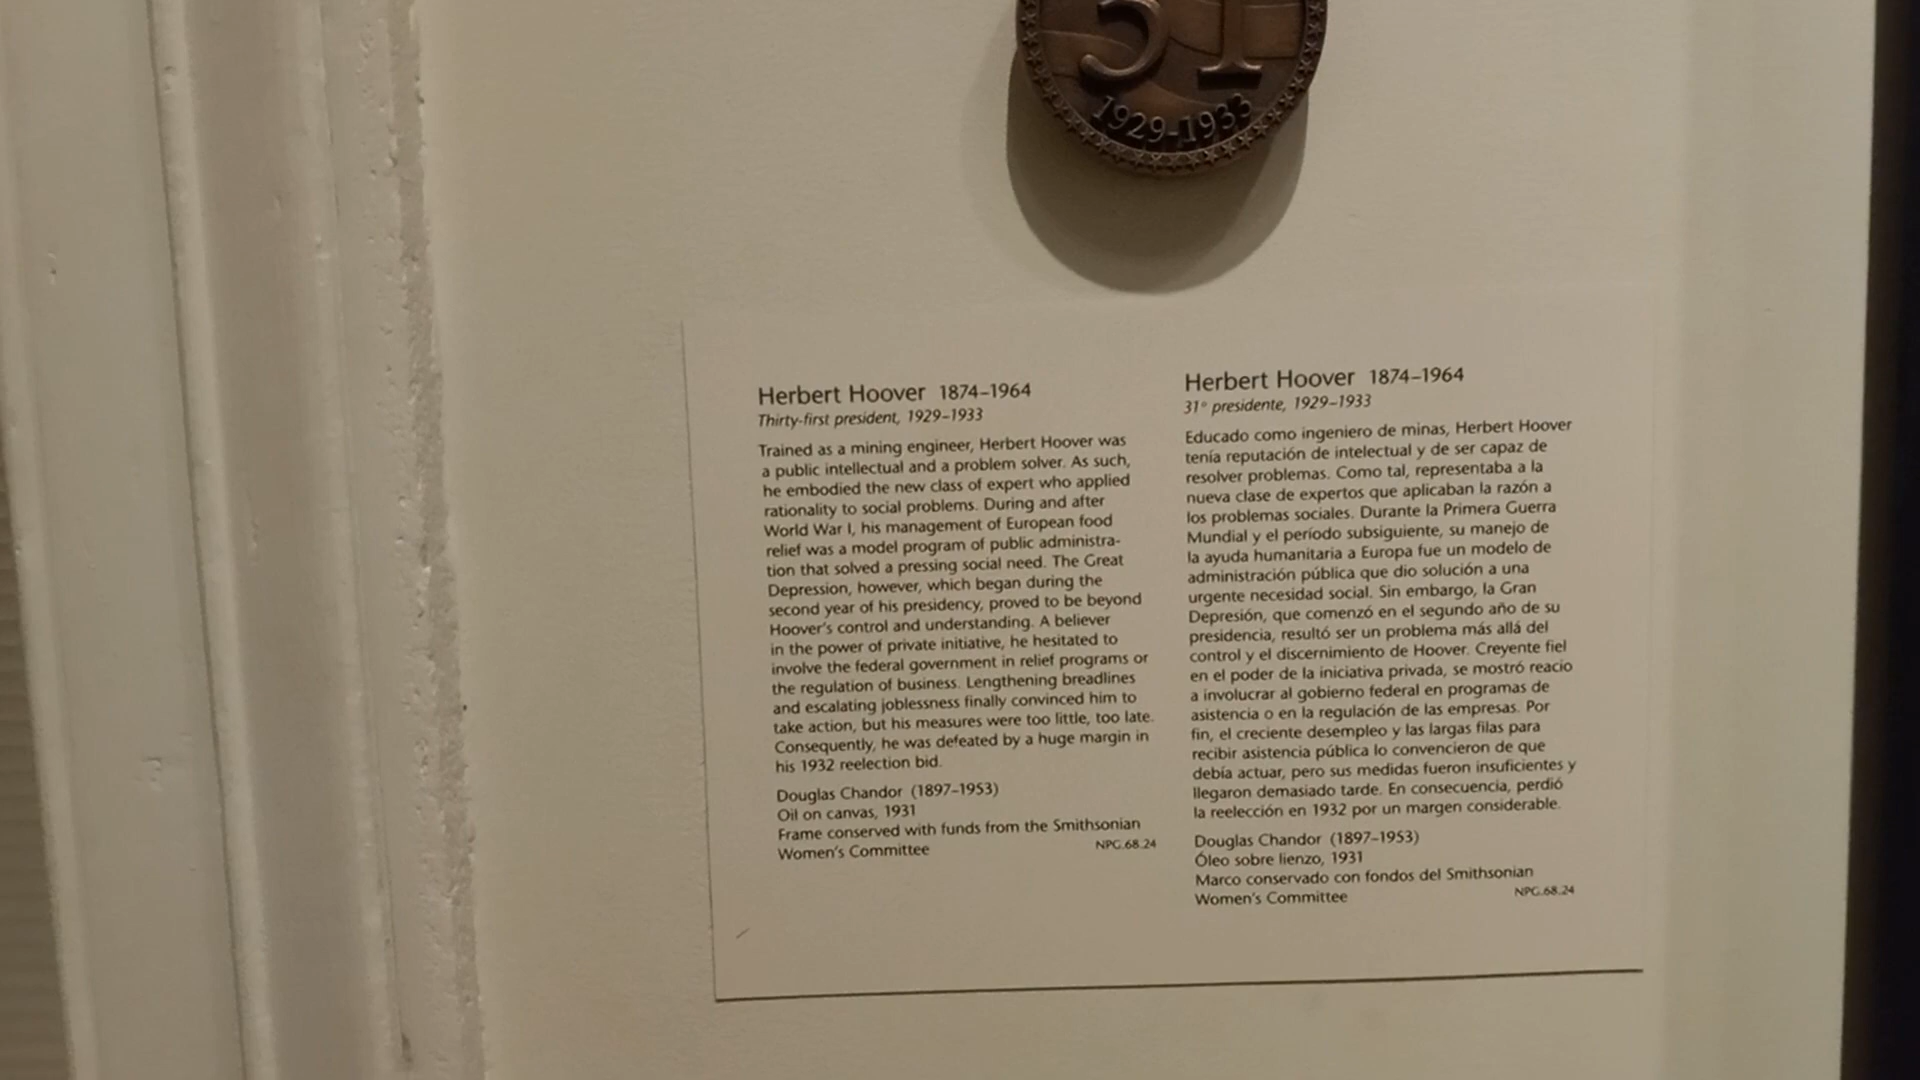 31
1929-1933
Herbert Hoover 1874–1964
Thirty-first president, 1929–1933
Trained as a mining engineer, Herbert Hoover was
a public intellectual and a problem solver. As such,
he embodied the new class of expert who applied
rationality to social problems. During and after
World War I, his management of European food
relief was a model program of public administra-
tion that solved a pressing social need. The Great
Depression, however, which began during the
second year of his presidency, proved to be beyond
Hoover's control and understanding. A believer
in the power of private initiative, he hesitated to
involve the federal government in relief programs or
the regulation of business. Lengthening breadlines
and escalating joblessness finally convinced him to
take action, but his measures were too little, too late.
Consequently, he was defeated by a huge margin in
his 1932 reelection bid.
Douglas Chandor (1897–1953)
Oil on canvas, 1931
Frame conserved with funds from the Smithsonian
Women's Committee NPG.68.24
Herbert Hoover 1874–1964
31º presidente, 1929–1933
Educado como ingeniero de minas, Herbert Hoover
tenía reputación de intelectual y de ser capaz de
resolver problemas. Como tal, representaba a la
nueva clase de expertos que aplicaban la razón a
los problemas sociales. Durante la Primera Guerra
Mundial y el período subsiguiente, su manejo de
la ayuda humanitaria a Europa fue un modelo de
administración pública que dio solución a una
urgente necesidad social. Sin embargo, la Gran
Depresión, que comenzó en el segundo año de su
presidencia, resultó ser un problema más allá del
control y el discernimiento de Hoover. Creyente fiel
en el poder de la iniciativa privada, se mostró reacio
a involucrar al gobierno federal en programas de
asistencia o en la regulación de las empresas. Por
fin, el creciente desempleo y las largas filas para
recibir asistencia pública lo convencieron de que
debía actuar, pero sus medidas fueron insuficientes y
llegaron demasiado tarde. En consecuencia, perdió
la reelección en 1932 por un margen considerable.
Douglas Chandor (1897–1953)
Óleo sobre lienzo, 1931
Marco conservado con fondos del Smithsonian
Women's Committee NPG.68.24